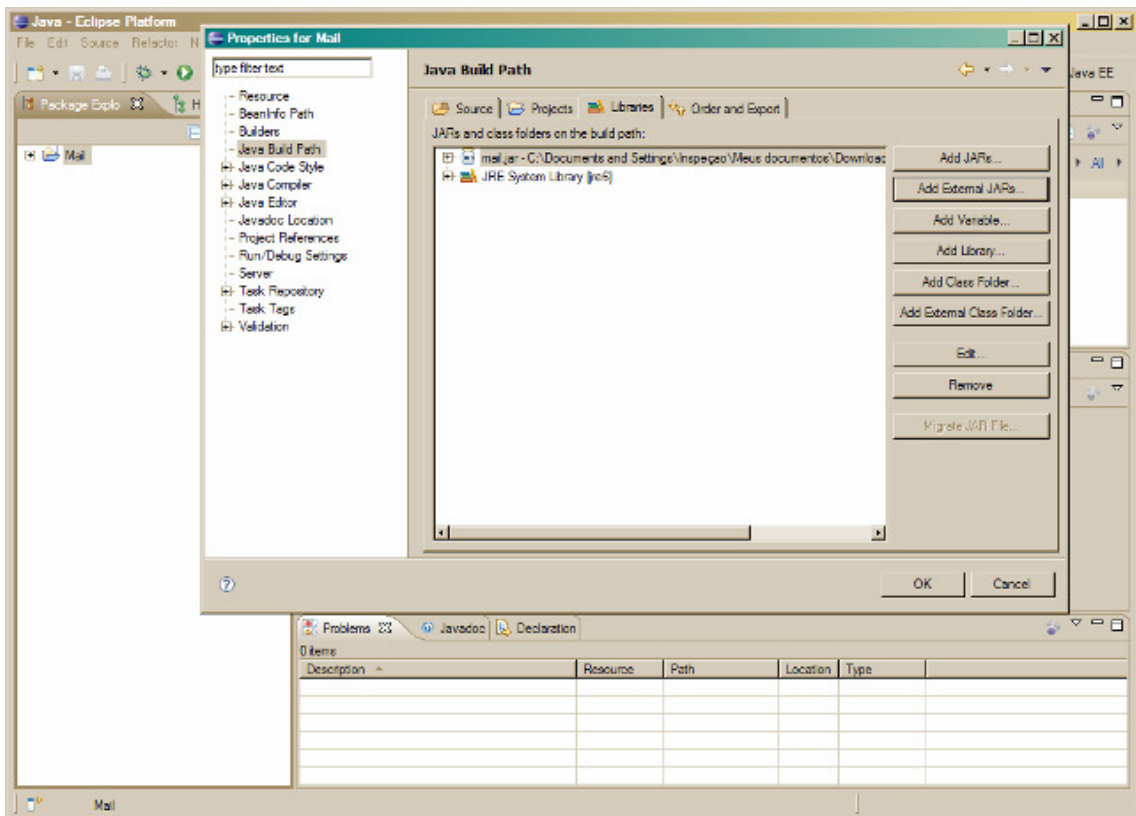 Java - Eclipse Platform
File Edit Source Refactor N
Properties for Mail
type filter text
Java Build Path
Java EE
Package Explo
H
Mail
Resource
BeanInfo Path
Builders
Java Build Path
Java Code Style
Java Compiler
Java Editor
Javadoc Location
Project References
Run/Debug Settings
Server
Task Repository
Task Tags
Validation
Source Projects Libraries Order and Export
JARs and class folders on the build path:
mail.jar - C:\Documents and Settings\Inspeçao\Meus documentos\Downloac
JRE System Library [jre6]
Add JARs...
Add External JARs...
Add Variable...
Add Library...
Add Class Folder...
Add External Class Folder...
Edit...
Remove
Migrate JAR File...
All
OK Cancel
Problems Javadoc Declaration
0 items
Description Resource Path Location Type
Mail